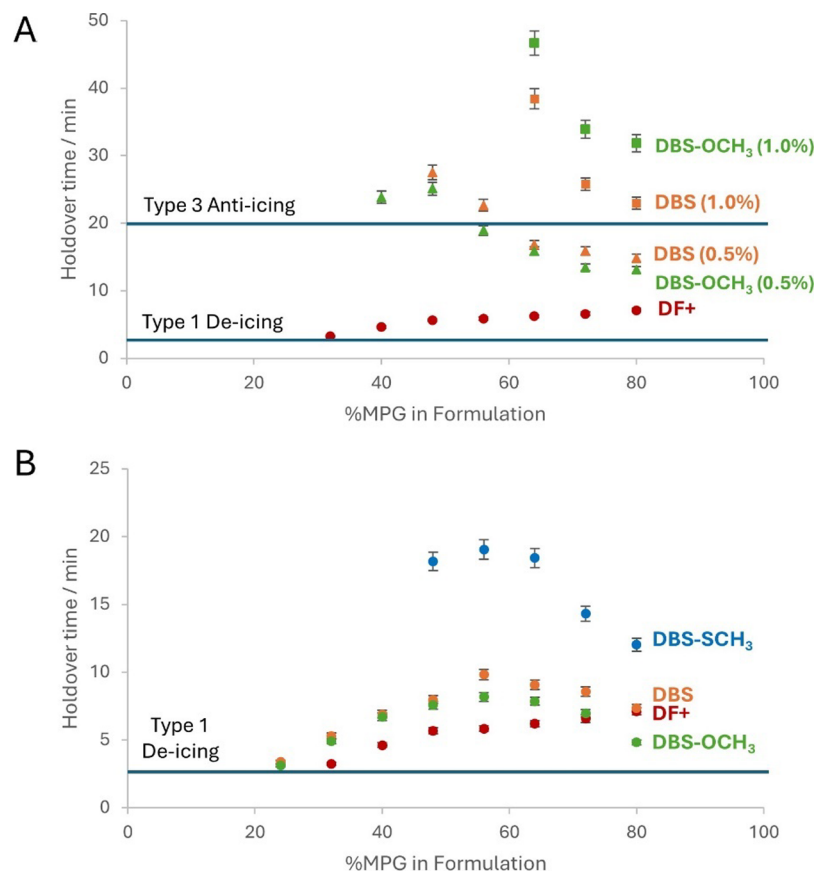 A
50
40
30
20
10
0
Holdover time / min
Type 3 Anti-icing
Type 1 De-icing
DBS-OCH₃ (1.0%)
DBS (1.0%)
DBS (0.5%)
DBS-OCH₃ (0.5%)
DF+
0 20 40 60 80 100
%MPG in Formulation
B
25
20
15
10
5
0
Holdover time / min
Type 1
De-icing
DBS-SCH₃
DBS
DF+
DBS-OCH₃
0 20 40 60 80 100
%MPG in Formulation